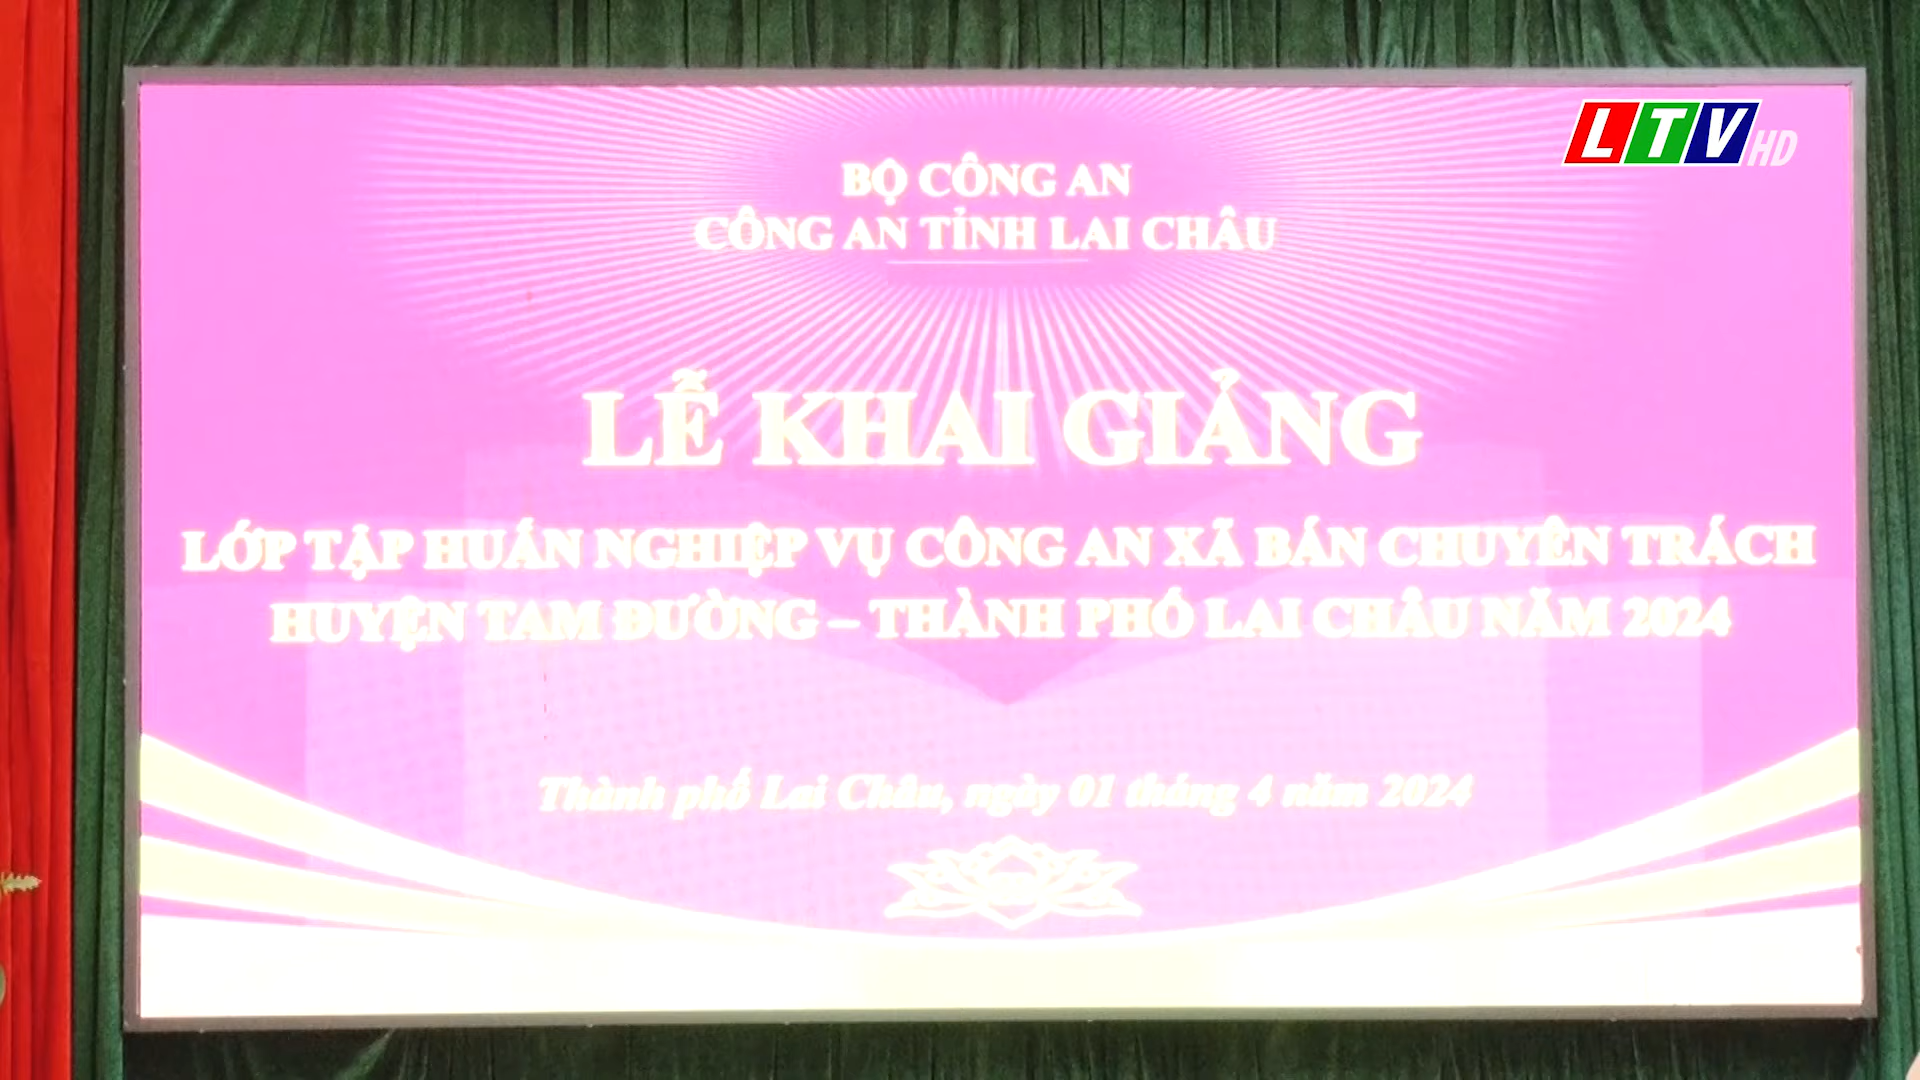 LTV HD
BỘ CÔNG AN
CÔNG AN TỈNH LAI CHÂU
LỄ KHAI GIẢNG
LỚP TẬP HUẤN NGHIỆP VỤ CÔNG AN XÃ BÁN CHUYÊN TRÁCH
HUYỆN TAM ĐƯỜNG – THÀNH PHỐ LAI CHÂU NĂM 2024
Thành phố Lai Châu, ngày 01 tháng 4 năm 2024